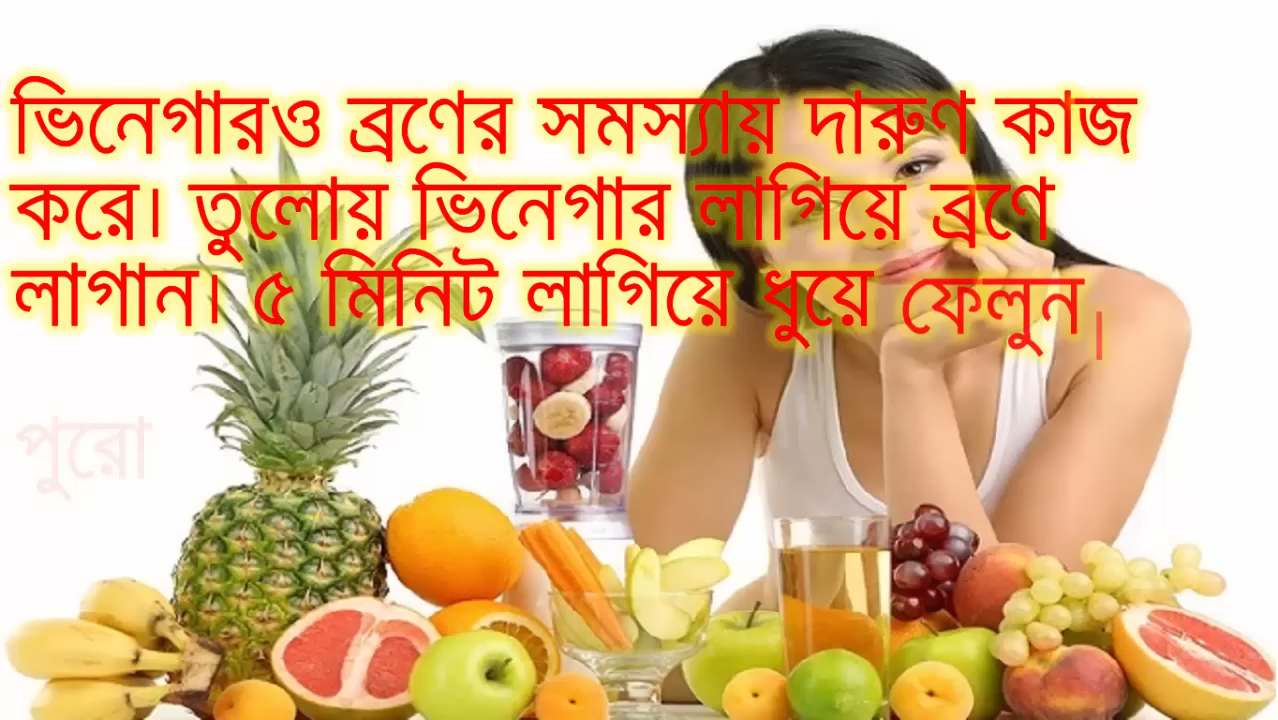 ভিনেগারও ব্রণের সমস্যায় দারুণ কাজ
করে। তুলোয় ভিনেগার লাগিয়ে ব্রণে
লাগান। ৫ মিনিট লাগিয়ে ধুয়ে ফেলুন।
পুরো